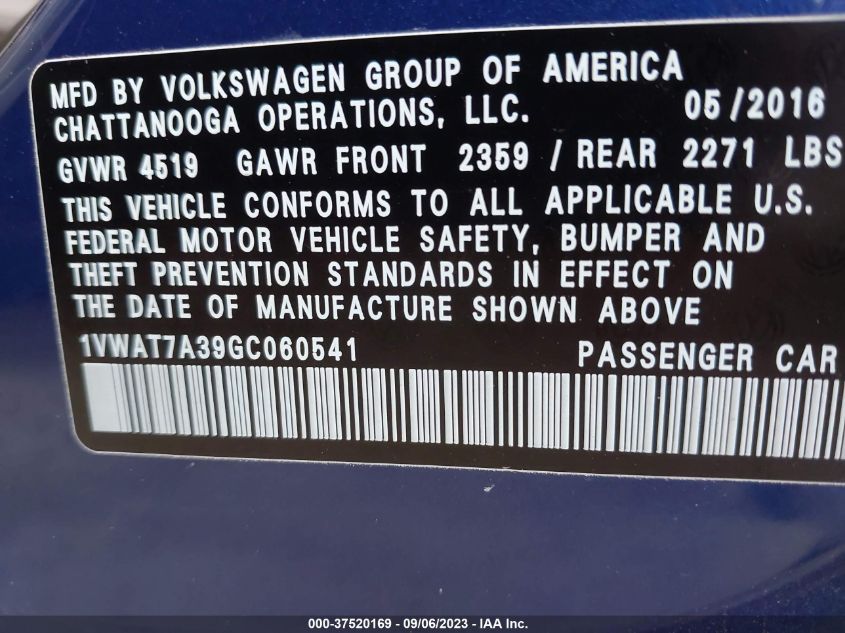 MFD BY VOLKSWAGEN GROUP OF AMERICA
CHATTANOOGA OPERATIONS, LLC. 05/2016
GVWR 4519 GAWR FRONT 2359 / REAR 2271 LBS
THIS VEHICLE CONFORMS TO ALL APPLICABLE U.S.
FEDERAL MOTOR VEHICLE SAFETY, BUMPER AND
THEFT PREVENTION STANDARDS IN EFFECT ON
THE DATE OF MANUFACTURE SHOWN ABOVE
1VWAT7A39GC060541 PASSENGER CAR
000-37520169 - 09/06/2023 - IAA Inc.